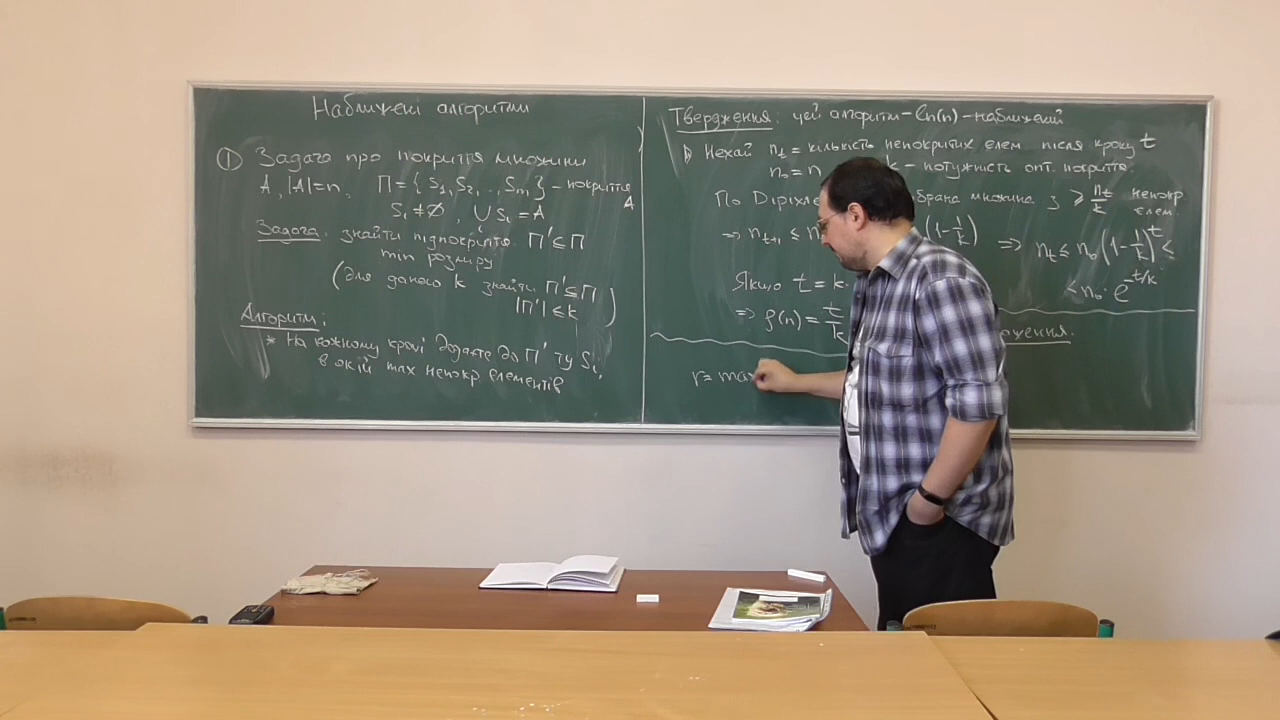 Наближені алгоритми
① Задача про покриття множини
A, |A|=n, П = { S₁, S₂, .., Sₘ } - покриття A
Sᵢ ≠ ∅, ∪ Sᵢ = A
Задача: знайти підпокриття П' ⊆ П
min розміру
(для даного k знайти П' ⊆ П
|П'| ≤ k)
Алгоритм:
* На кожному кроці додаєте до П' ту Sᵢ,
в якій max непокр елементів
Твердження: цей алгоритм - ln(n) - наближений
▷ Нехай nₜ = кількість непокритих елем після кроку t
n₀ = n k - потужність опт. покриття.
По Діріхле брана множина з ≥ nₜ/k непокр елем.
⇒ nₜ₊₁ ≤ n (1-1/k) ⇒ nₜ ≤ n₀ (1-1/k)^t ≤
< n₀ · e^(-t/k)
Якщо t = k·
⇒ ρ(n) = t/k
r = max